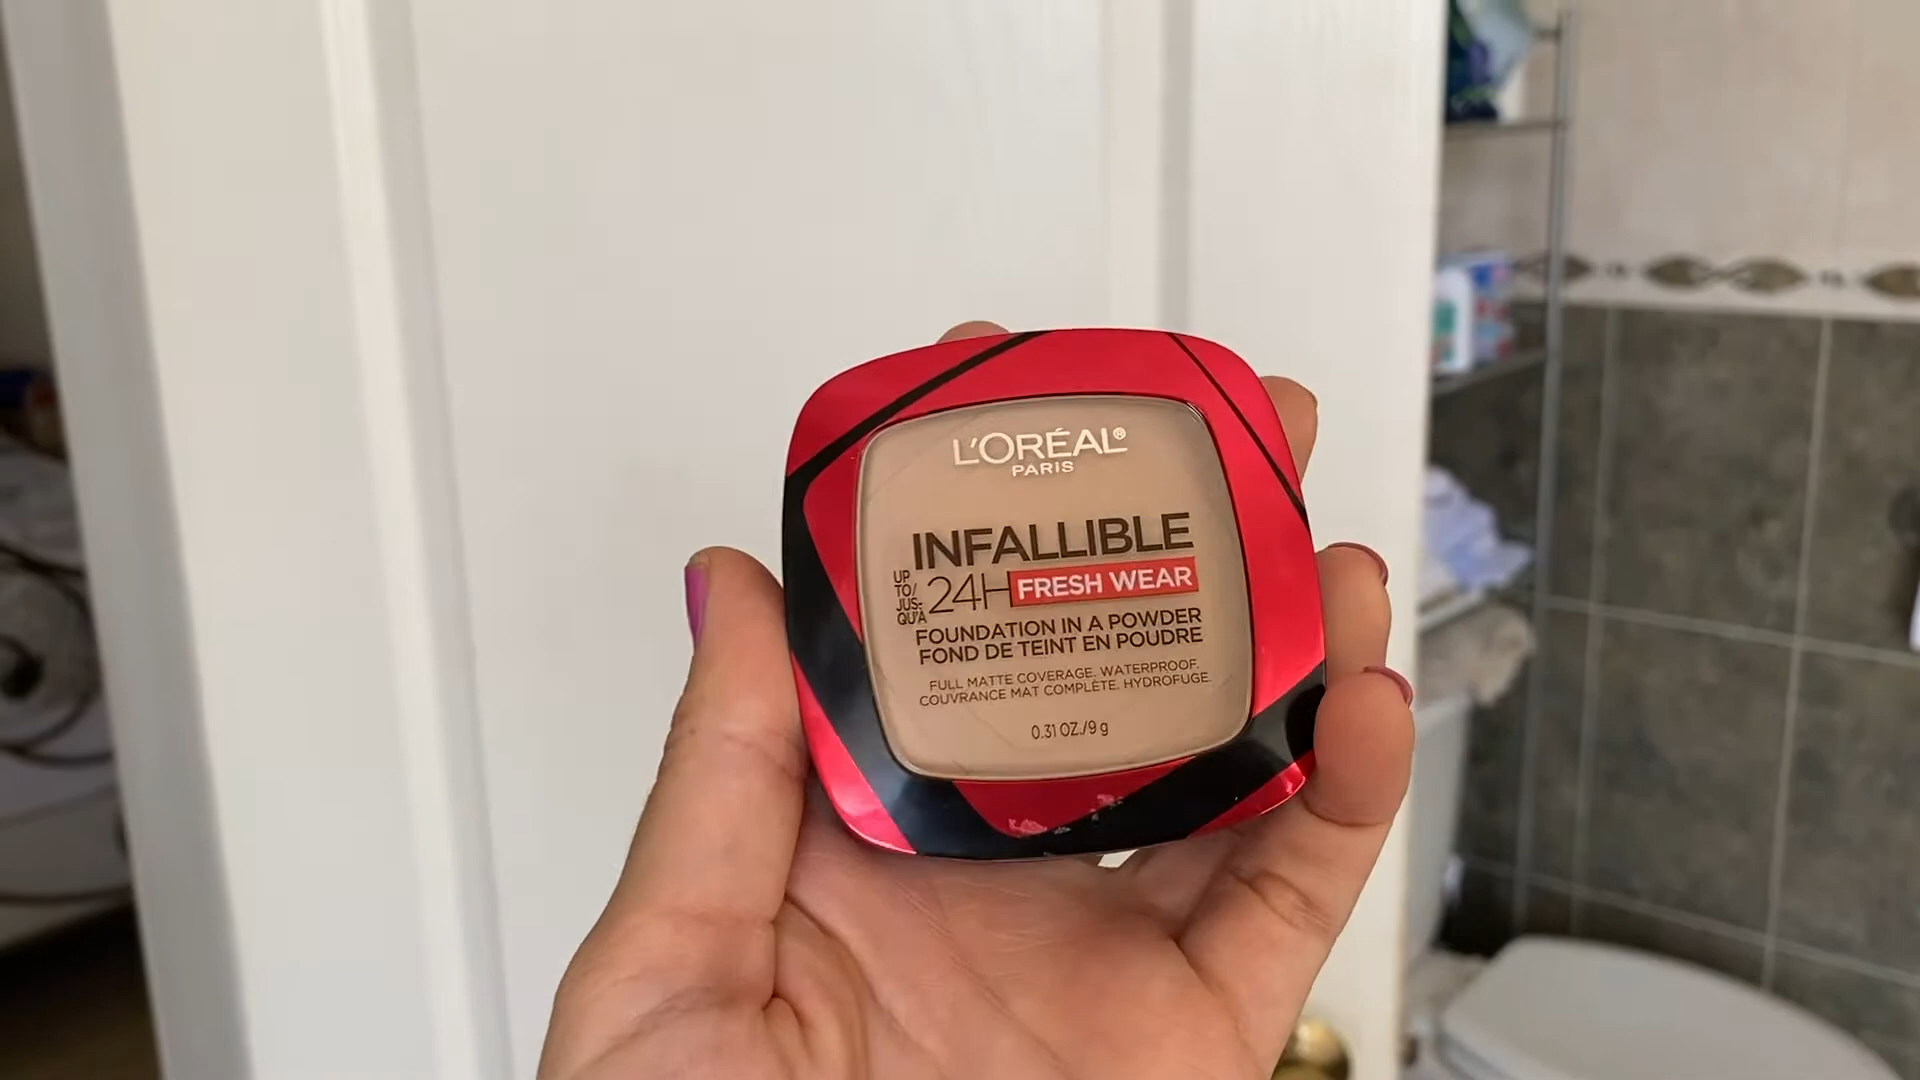 L'ORÉAL®
PARIS
INFALLIBLE
UP
TO/
JUS-
QU'À
24H FRESH WEAR
FOUNDATION IN A POWDER
FOND DE TEINT EN POUDRE
FULL MATTE COVERAGE. WATERPROOF.
COUVRANCE MAT COMPLÈTE. HYDROFUGE.
0.31 OZ./9 g